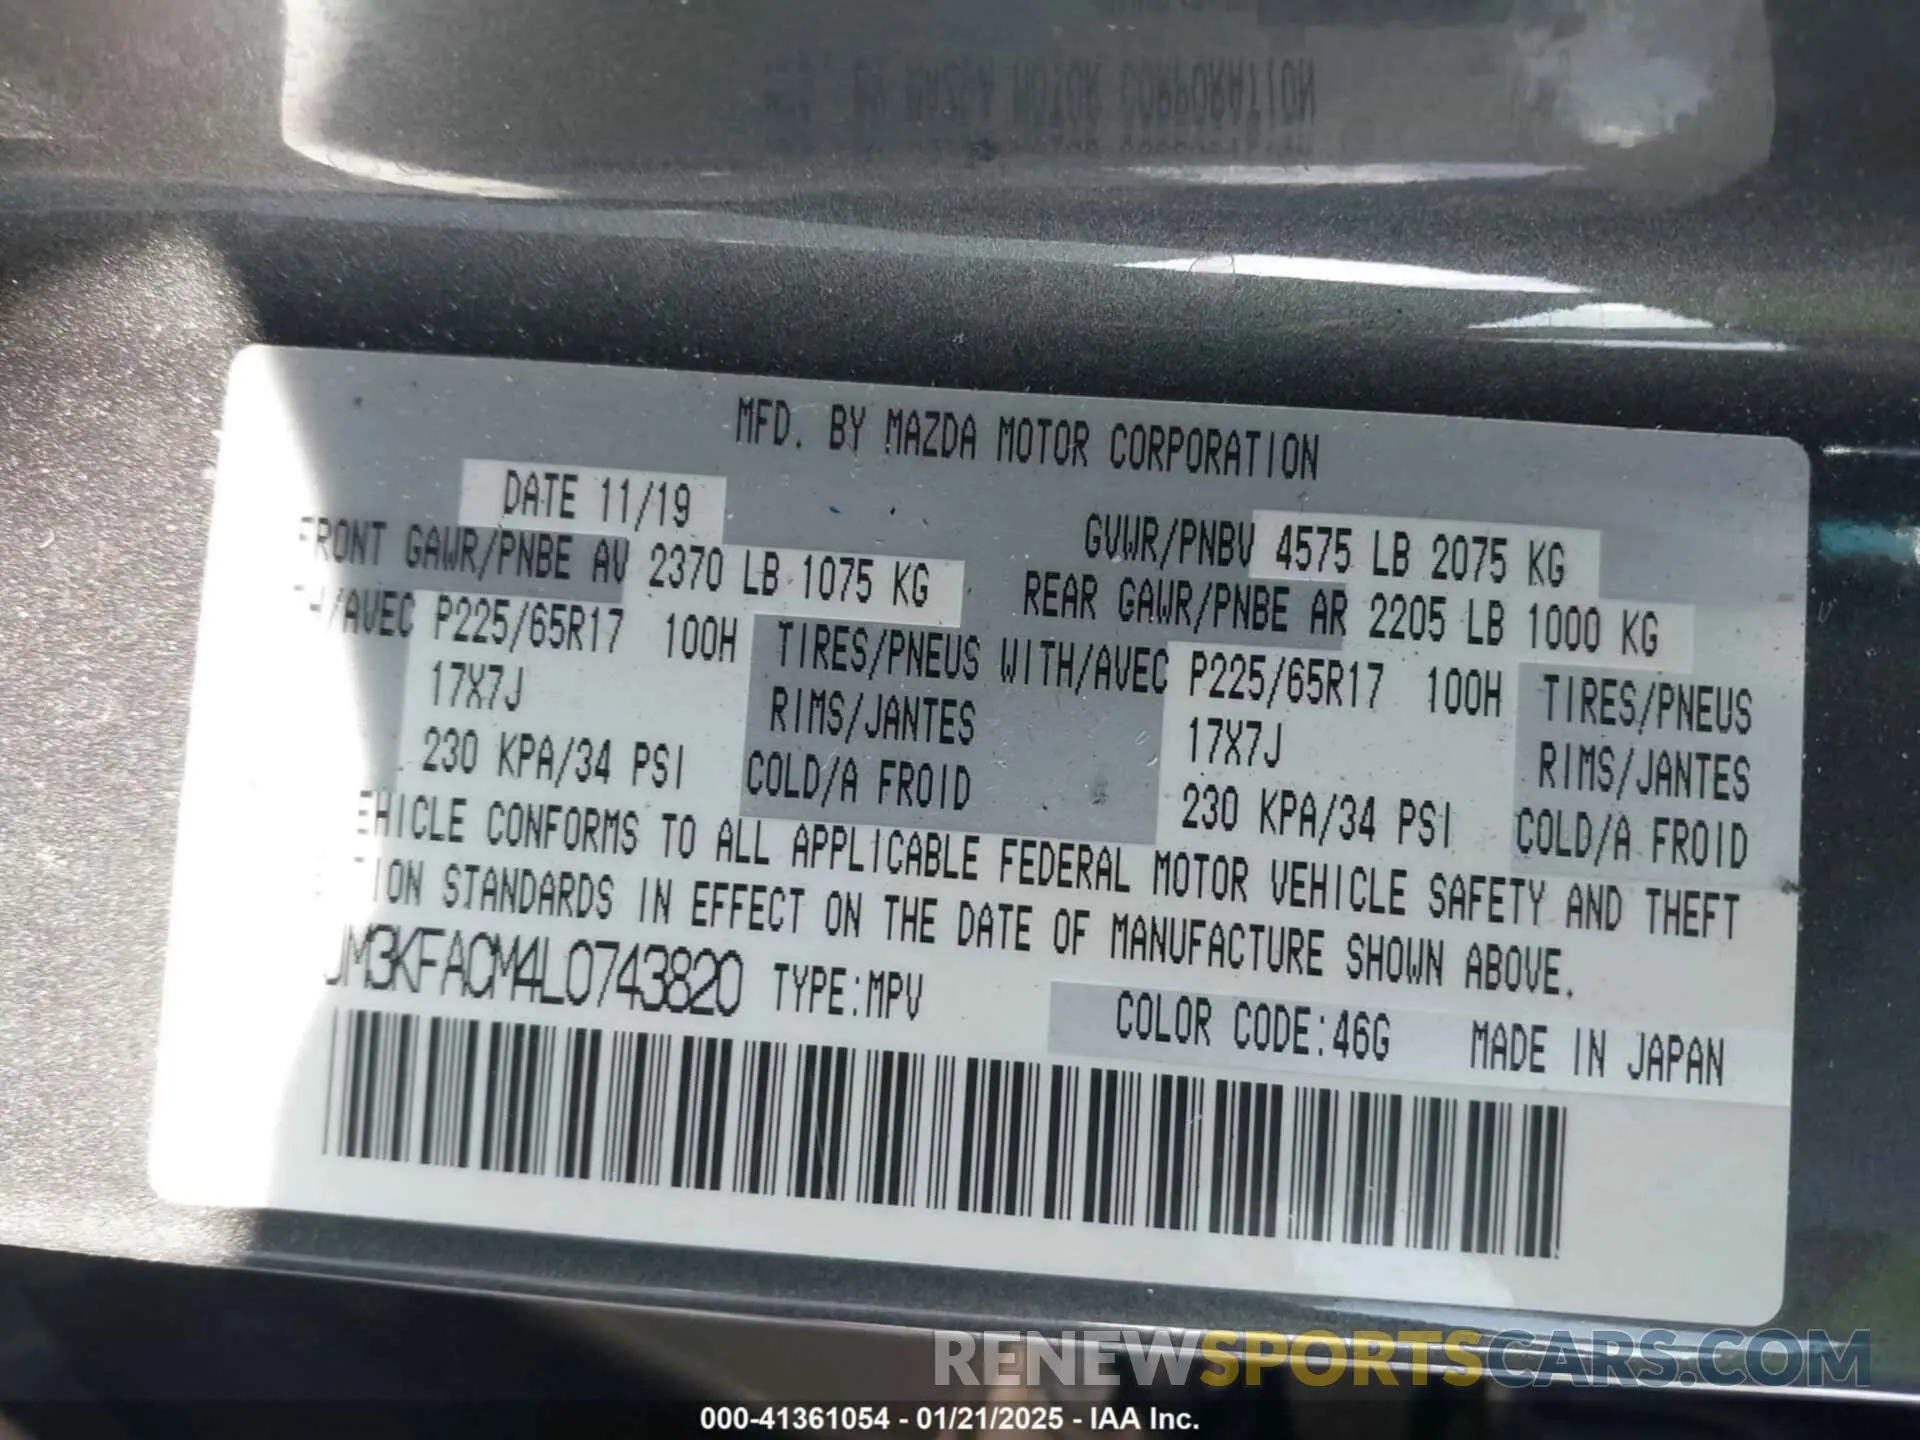 MFD. BY MAZDA MOTOR CORPORATION
DATE 11/19
GVWR/PNBV 4575 LB 2075 KG
FRONT GAWR/PNBE AV 2370 LB 1075 KG
REAR GAWR/PNBE AR 2205 LB 1000 KG
/AVEC P225/65R17 100H TIRES/PNEUS WITH/AVEC P225/65R17 100H TIRES/PNEUS
17X7J RIMS/JANTES 17X7J RIMS/JANTES
230 KPA/34 PSI COLD/A FROID 230 KPA/34 PSI COLD/A FROID
EHICLE CONFORMS TO ALL APPLICABLE FEDERAL MOTOR VEHICLE SAFETY AND THEFT
TION STANDARDS IN EFFECT ON THE DATE OF MANUFACTURE SHOWN ABOVE.
JM3KFACM4L0743820 TYPE:MPV
COLOR CODE:46G MADE IN JAPAN
RENEWSPORTSCARS.COM
000-41361054 - 01/21/2025 - IAA Inc.